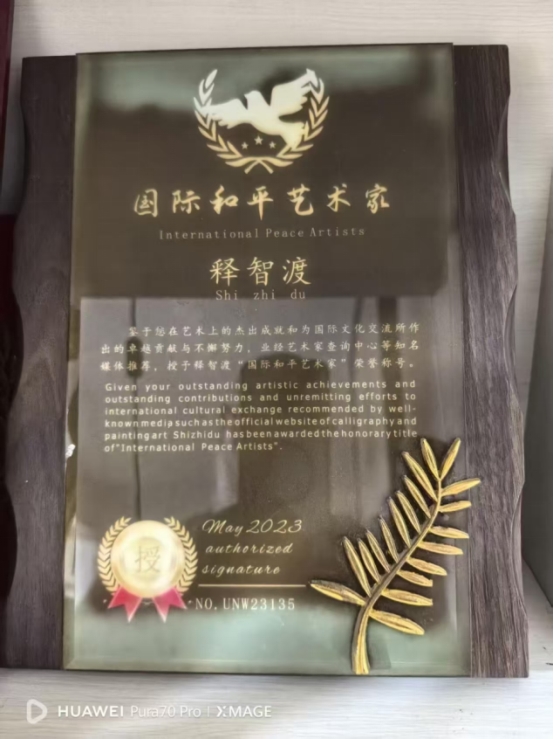 国际和平艺术家
International Peace Artists
释智渡
Shi zhi du
鉴于您在艺术上的杰出成就和为国际文化交流所作
出的卓越贡献与不懈努力，业经艺术家查询中心等知名
媒体推荐，授予释智渡“国际和平艺术家”荣誉称号。
Given your outstanding artistic achievements and
outstanding contributions and unremitting efforts to
international cultural exchange recommended by well-
known media such as the official website of calligraphy and
painting art Shizhidu has been awarded the honorary title
of "International Peace Artists".
May 2023
authorized
signature
授
NO. UNW23135
HUAWEI Pura70 Pro | XMAGE